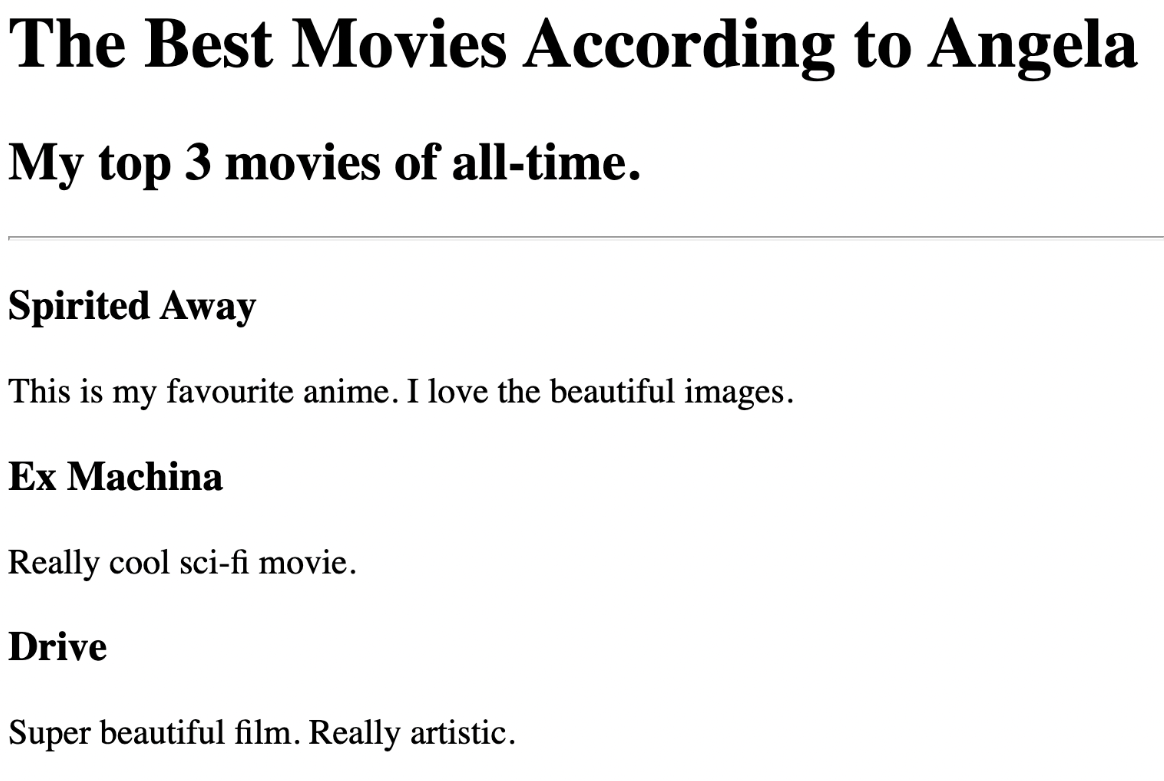 The Best Movies According to Angela
My top 3 movies of all-time.
Spirited Away
This is my favourite anime. I love the beautiful images.
Ex Machina
Really cool sci-fi movie.
Drive
Super beautiful film. Really artistic.